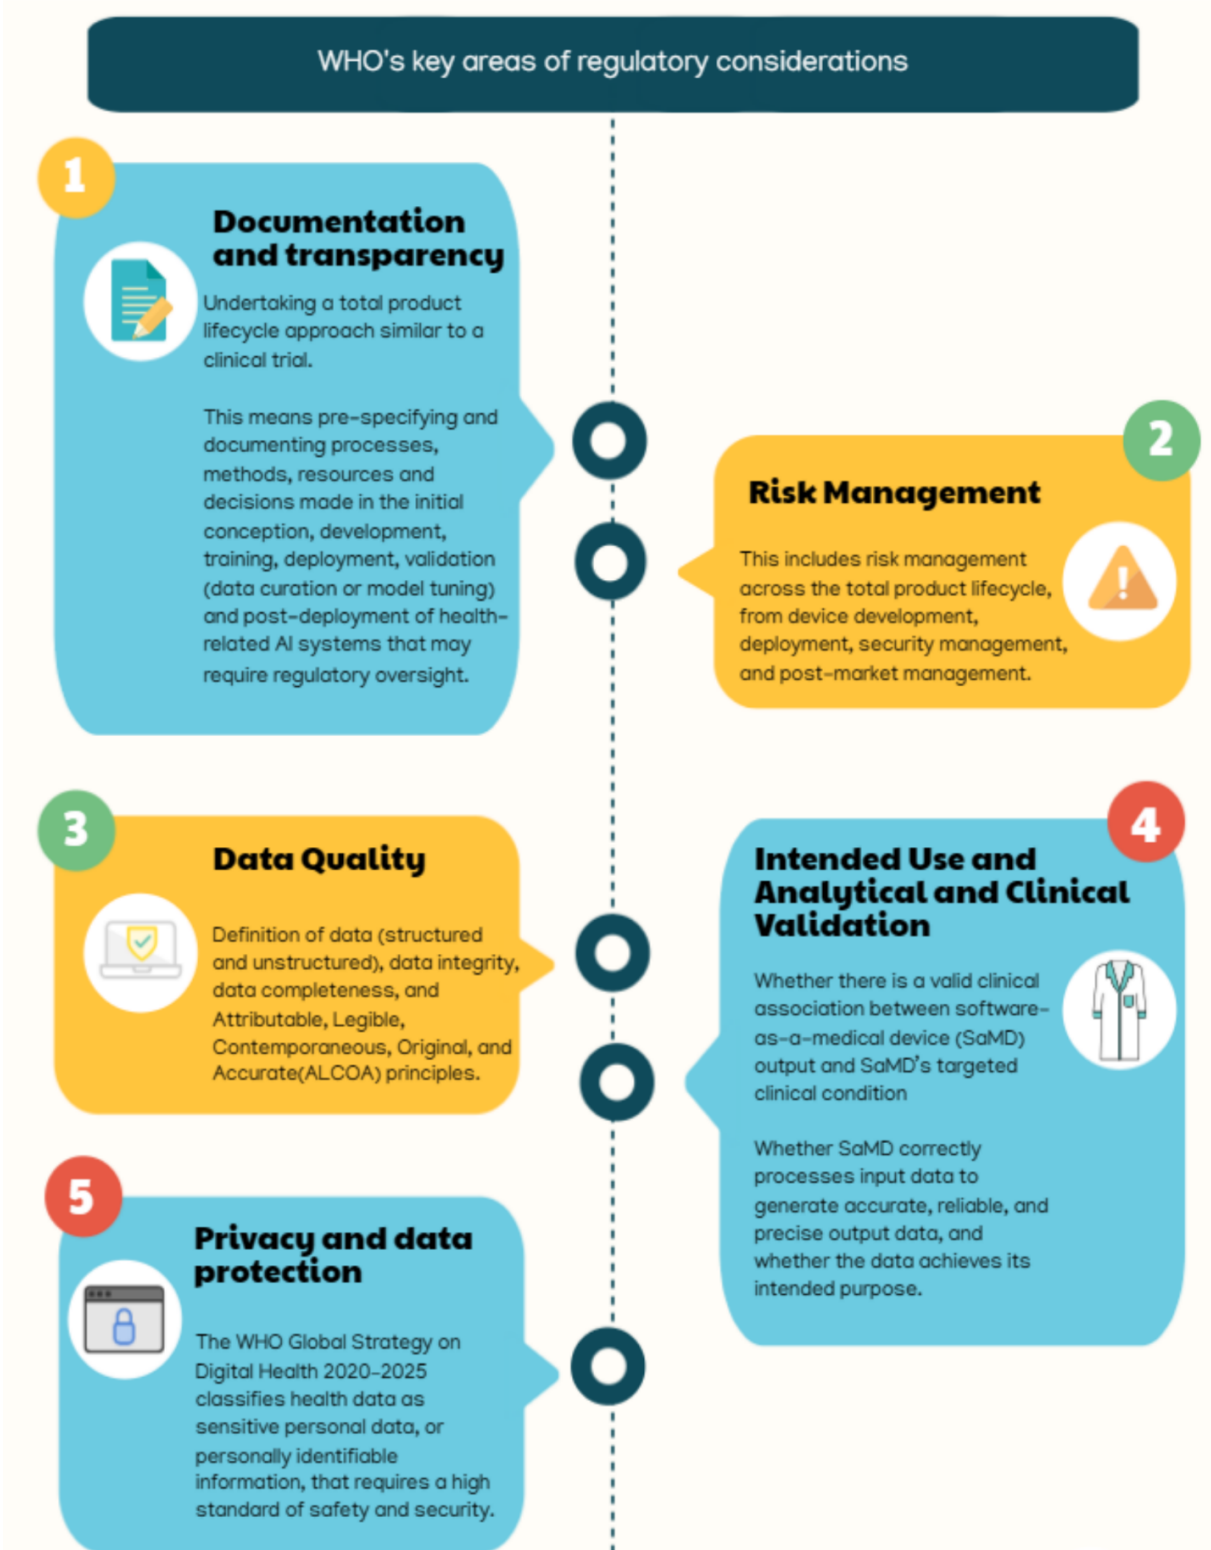 WHO's key areas of regulatory considerations
1
Documentation
and transparency
Undertaking a total product
lifecycle approach similar to a
clinical trial.
This means pre-specifying and
documenting processes,
methods, resources and
decisions made in the initial
conception, development,
training, deployment, validation
(data curation or model tuning)
and post-deployment of health-
related AI systems that may
require regulatory oversight.
2
Risk Management
This includes risk management
across the total product lifecycle,
from device development,
deployment, security management,
and post-market management.
3
Data Quality
Definition of data (structured
and unstructured), data integrity,
data completeness, and
Attributable, Legible,
Contemporaneous, Original, and
Accurate(ALCOA) principles.
4
Intended Use and
Analytical and Clinical
Validation
Whether there is a valid clinical
association between software-
as-a-medical device (SaMD)
output and SaMD's targeted
clinical condition
Whether SaMD correctly
processes input data to
generate accurate, reliable, and
precise output data, and
whether the data achieves its
intended purpose.
5
Privacy and data
protection
The WHO Global Strategy on
Digital Health 2020-2025
classifies health data as
sensitive personal data, or
personally identifiable
information, that requires a high
standard of safety and security.